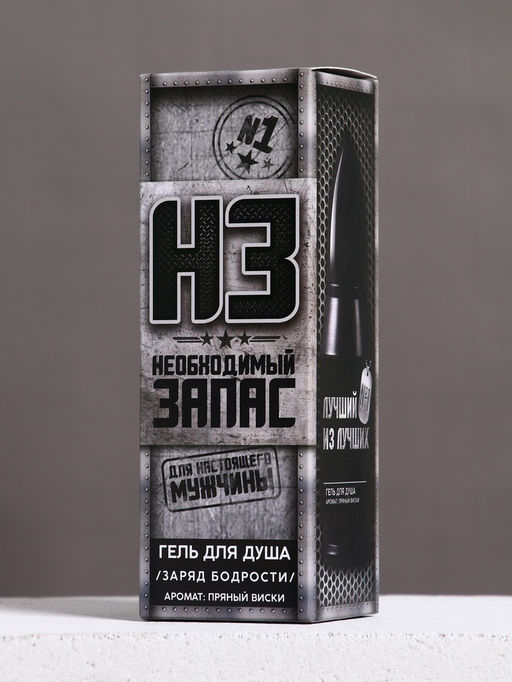 №1
НЗ
НЕОБХОДИМЫЙ
ЗАПАС
ДЛЯ НАСТОЯЩЕГО
МУЖЧИНЫ
ГЕЛЬ ДЛЯ ДУША
/ЗАРЯД БОДРОСТИ/
АРОМАТ: ПРЯНЫЙ ВИСКИ
ЛУЧШИЙ
ИЗ ЛУЧШИХ
ГЕЛЬ ДЛЯ ДУША
АРОМАТ: ПРЯНЫЙ ВИСКИ